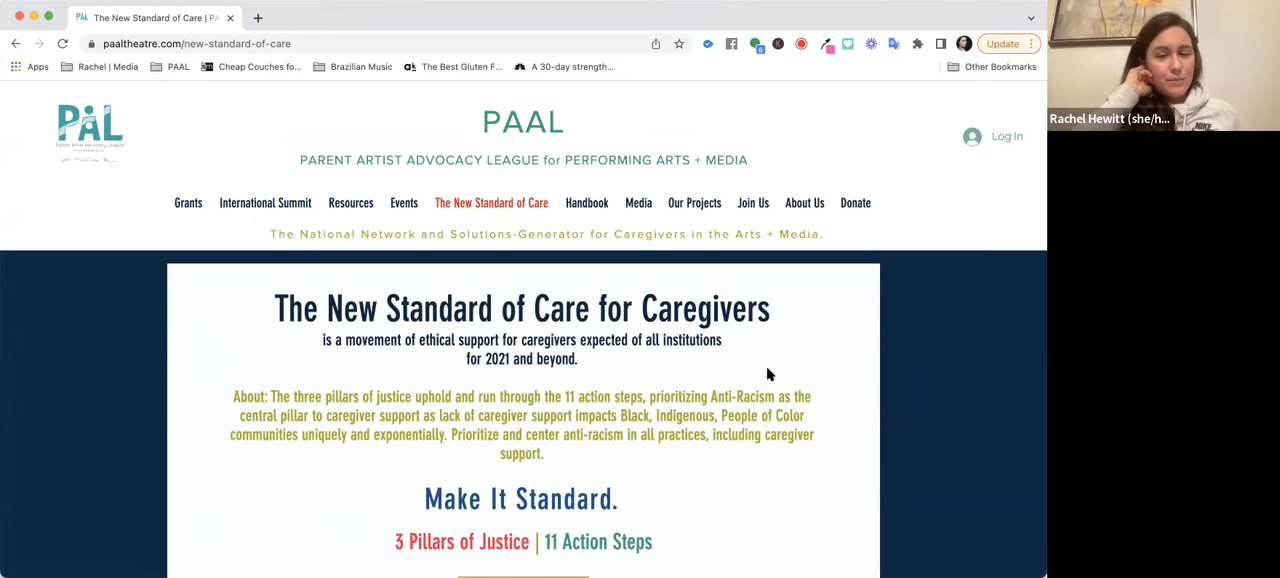 The New Standard of Care | PA
paaltheatre.com/new-standard-of-care
Update
Apps
Rachel | Media
PAAL
Cheap Couches fo...
Brazilian Music
The Best Gluten F...
A 30-day strength...
Other Bookmarks
PAAL
Parent Artist Advocacy League
PAAL
PARENT ARTIST ADVOCACY LEAGUE for PERFORMING ARTS + MEDIA
Log In
Grants International Summit Resources Events The New Standard of Care Handbook Media Our Projects Join Us About Us Donate
The National Network and Solutions-Generator for Caregivers in the Arts + Media.
The New Standard of Care for Caregivers
is a movement of ethical support for caregivers expected of all institutions
for 2021 and beyond.
About: The three pillars of justice uphold and run through the 11 action steps, prioritizing Anti-Racism as the
central pillar to caregiver support as lack of caregiver support impacts Black, Indigenous, People of Color
communities uniquely and exponentially. Prioritize and center anti-racism in all practices, including caregiver
support.
Make It Standard.
3 Pillars of Justice | 11 Action Steps
Rachel Hewitt (she/h...
NIKE